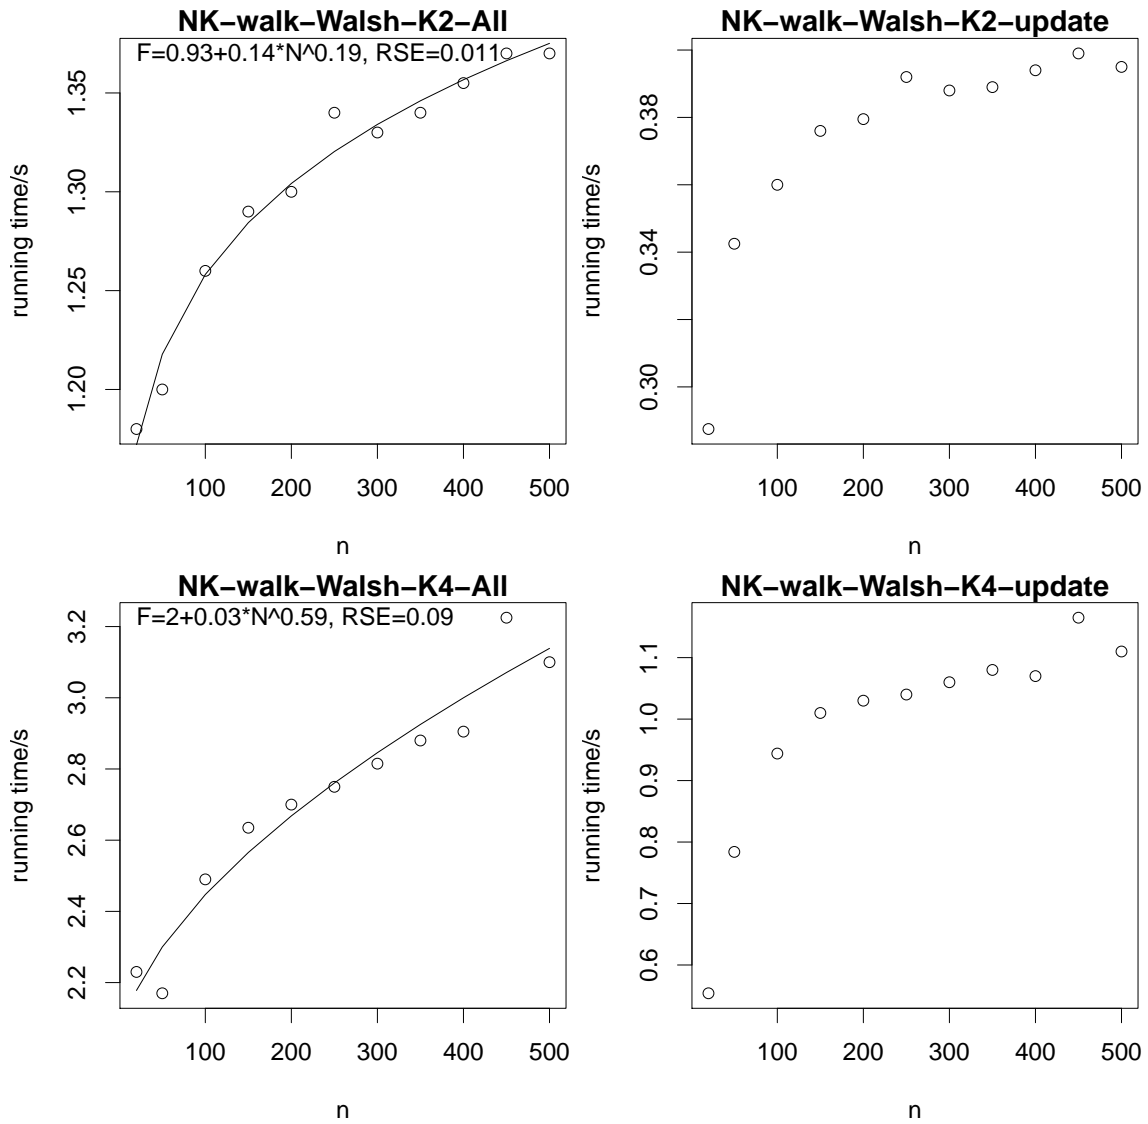 NK−walk−Walsh−K2−All
F=0.93+0.14*N^0.19, RSE=0.011
running time/s
1.35
1.30
1.25
1.20
100 200 300 400 500
n
NK−walk−Walsh−K2−update
running time/s
0.38
0.34
0.30
100 200 300 400 500
n
NK−walk−Walsh−K4−All
F=2+0.03*N^0.59, RSE=0.09
running time/s
3.2
3.0
2.8
2.6
2.4
2.2
100 200 300 400 500
n
NK−walk−Walsh−K4−update
running time/s
1.1
1.0
0.9
0.8
0.7
0.6
100 200 300 400 500
n